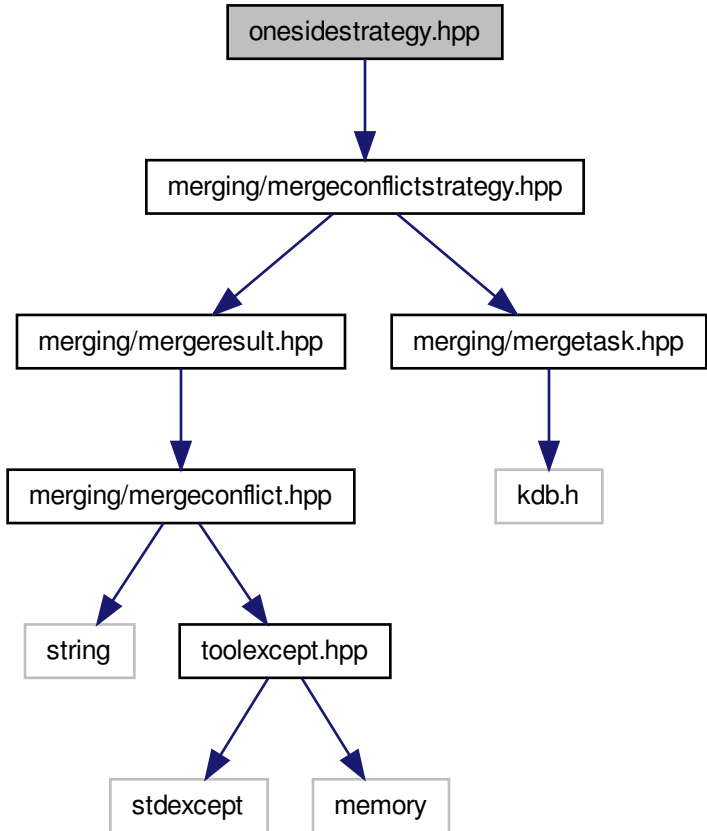 onesidestrategy.hpp
merging/mergeconflictstrategy.hpp
merging/mergeresult.hpp
merging/mergetask.hpp
merging/mergeconflict.hpp
kdb.h
string
toolexcept.hpp
stdexcept
memory